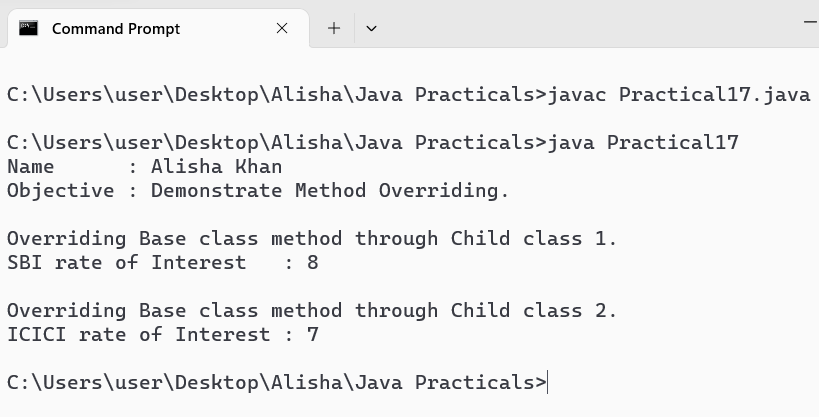 Command Prompt
C:\Users\user\Desktop\Alisha\Java Practicals>javac Practical17.java
C:\Users\user\Desktop\Alisha\Java Practicals>java Practical17
Name      : Alisha Khan
Objective : Demonstrate Method Overriding.
Overriding Base class method through Child class 1.
SBI rate of Interest   : 8
Overriding Base class method through Child class 2.
ICICI rate of Interest : 7
C:\Users\user\Desktop\Alisha\Java Practicals>